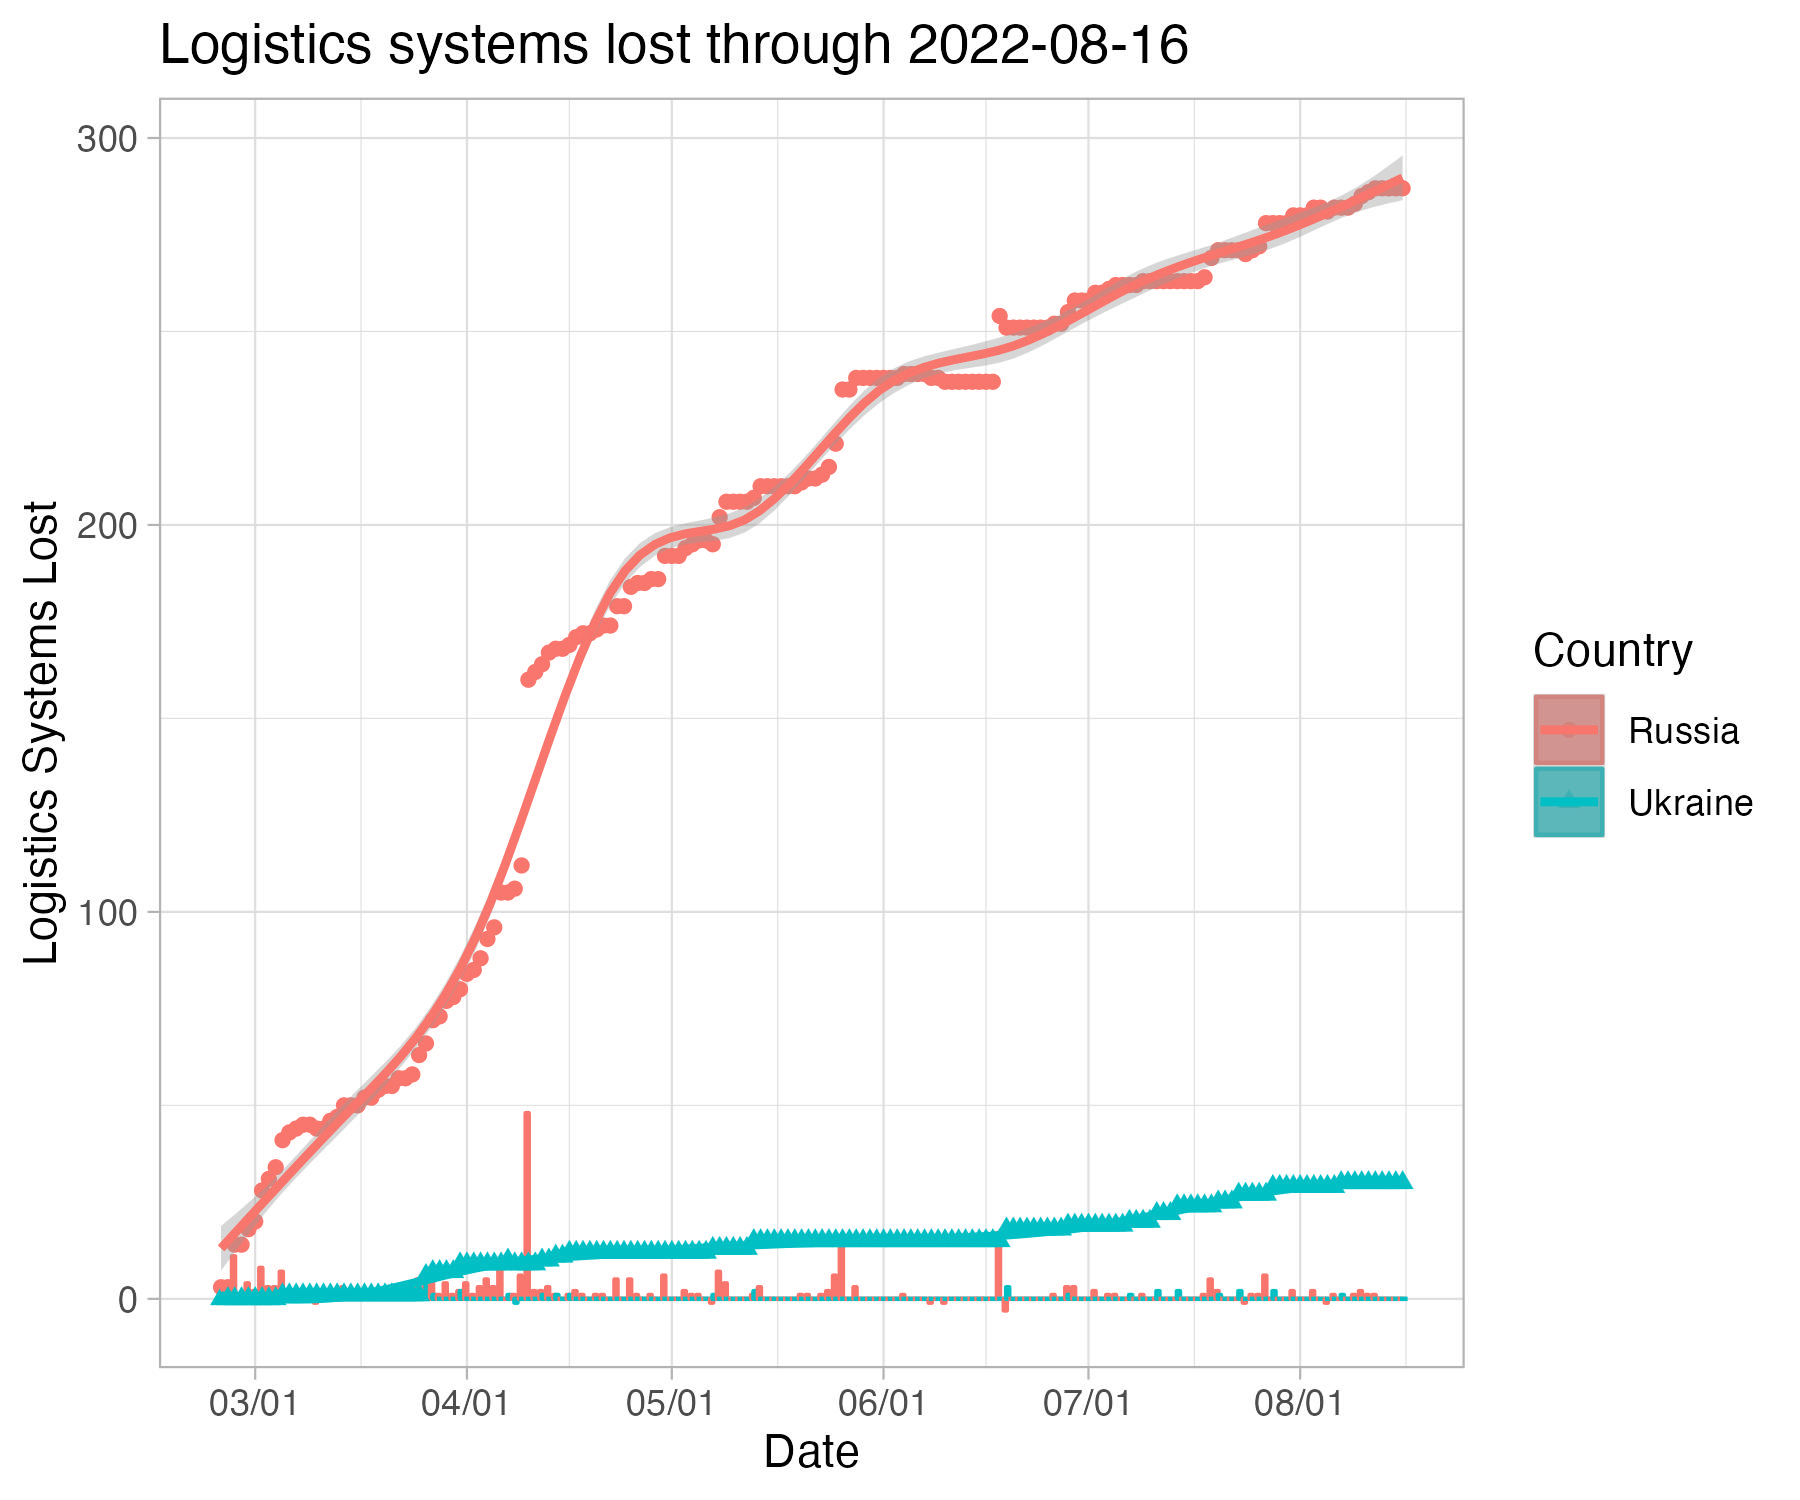 Logistics systems lost through 2022-08-16
Logistics Systems Lost
300
200
100
0
03/01
04/01
05/01
06/01
07/01
08/01
Date
Country
Russia
Ukraine